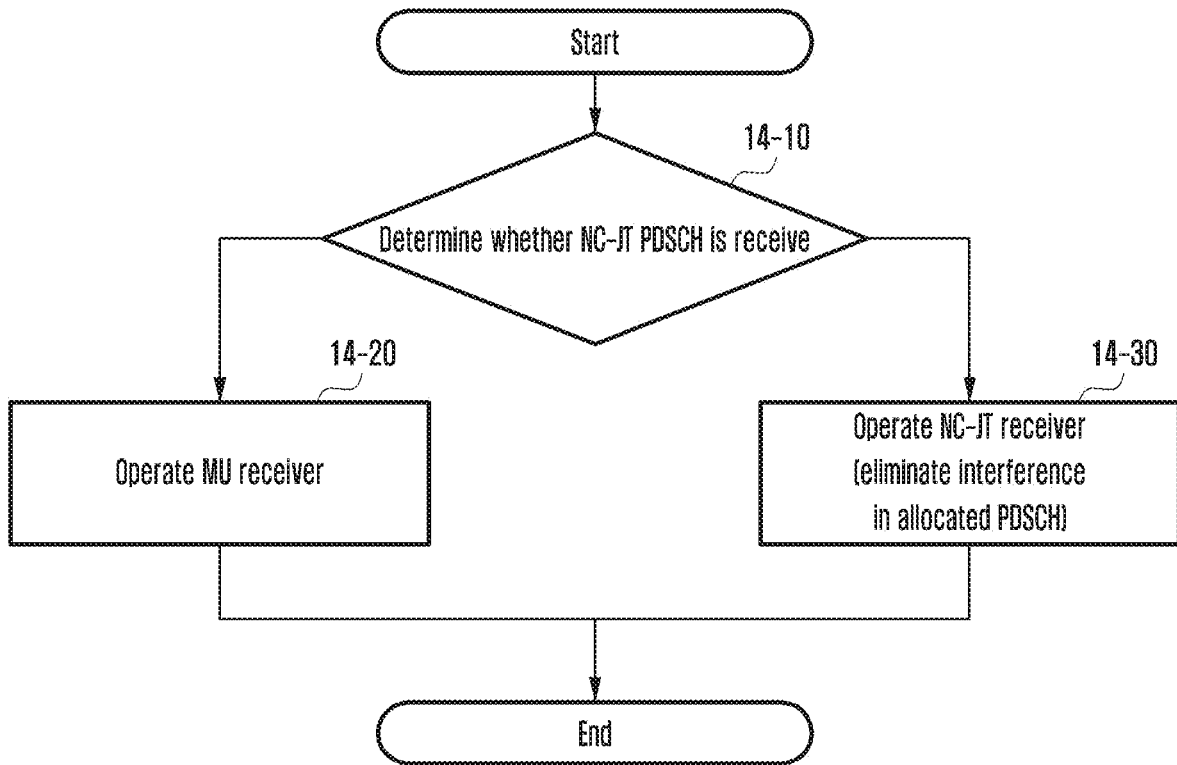 Start
14-10
Determine whether NC-JT PDSCH is receive
14-20
Operate MU receiver
14-30
Operate NC-JT receiver
(eliminate interference
in allocated PDSCH)
End